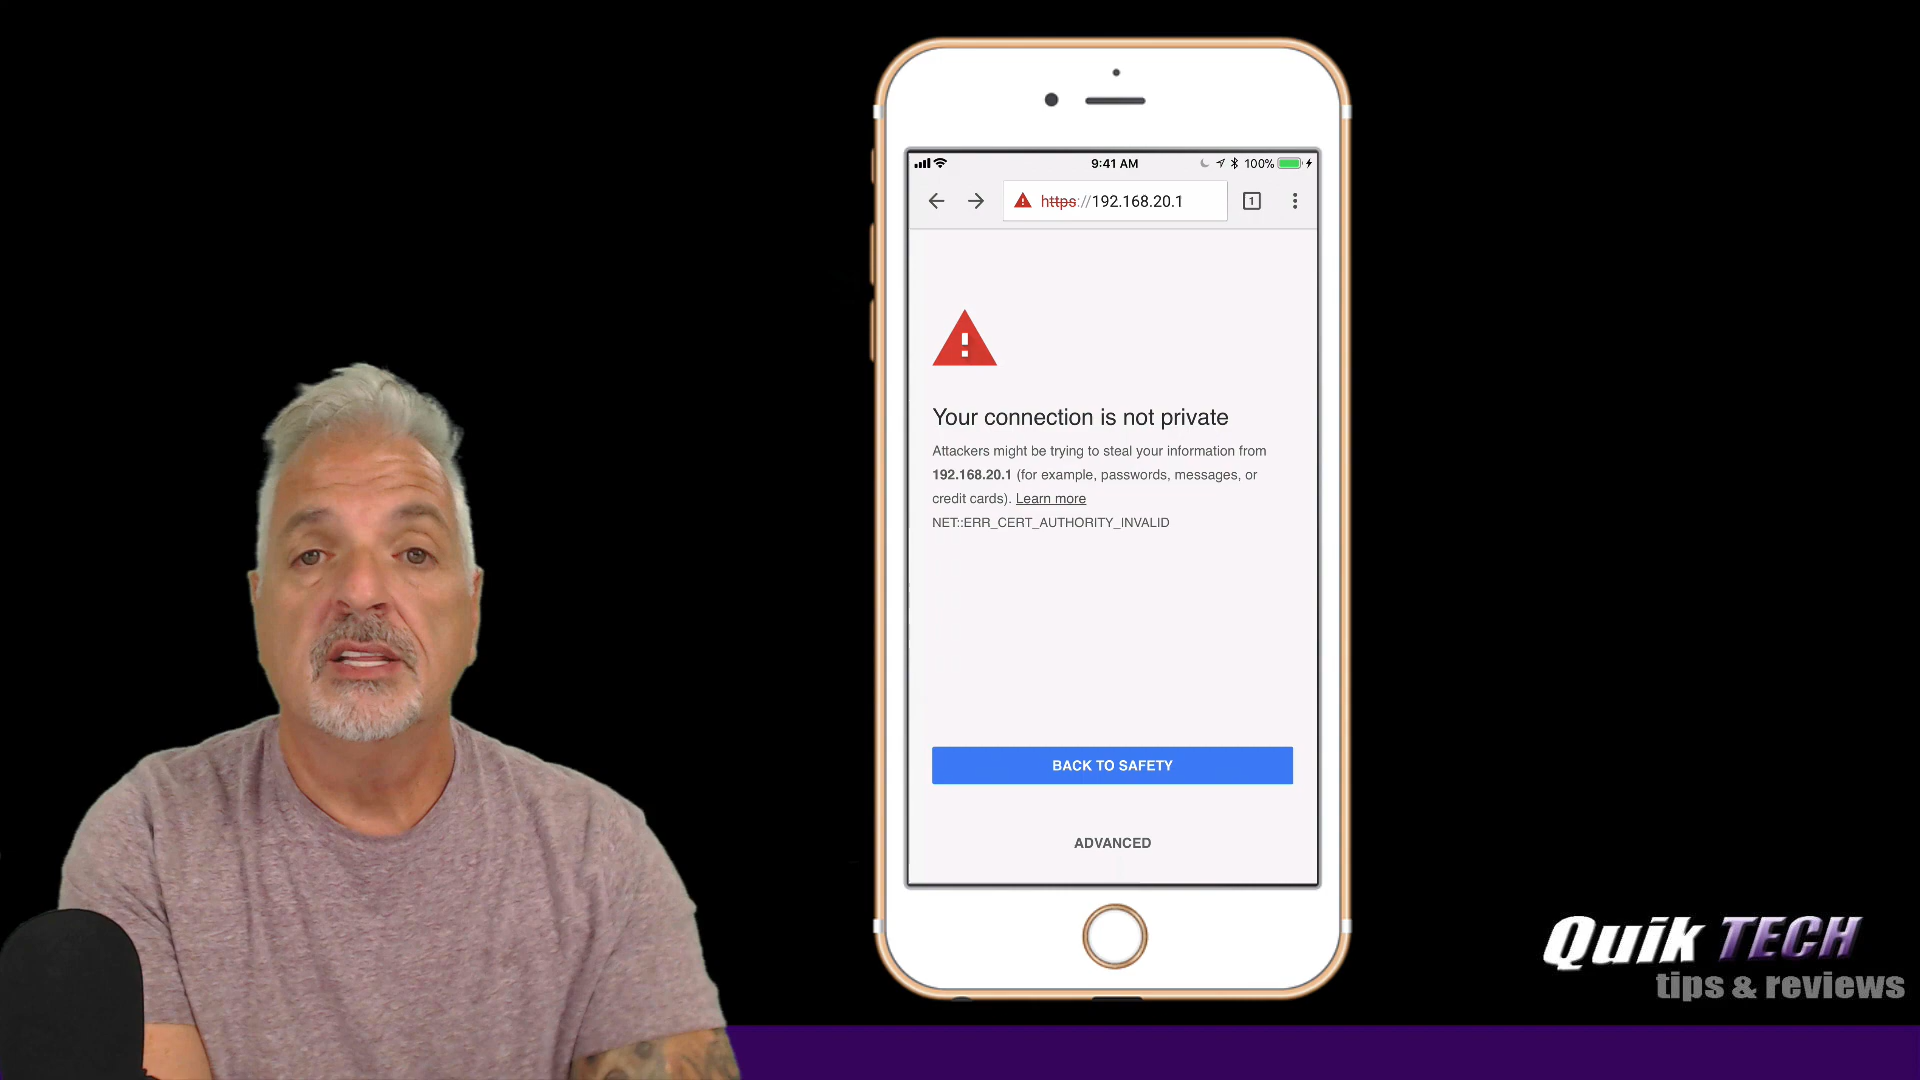 9:41 AM
100%
https://192.168.20.1
1
Your connection is not private
Attackers might be trying to steal your information from
192.168.20.1 (for example, passwords, messages, or
credit cards). Learn more
NET::ERR_CERT_AUTHORITY_INVALID
BACK TO SAFETY
ADVANCED
Quik TECH
tips & reviews